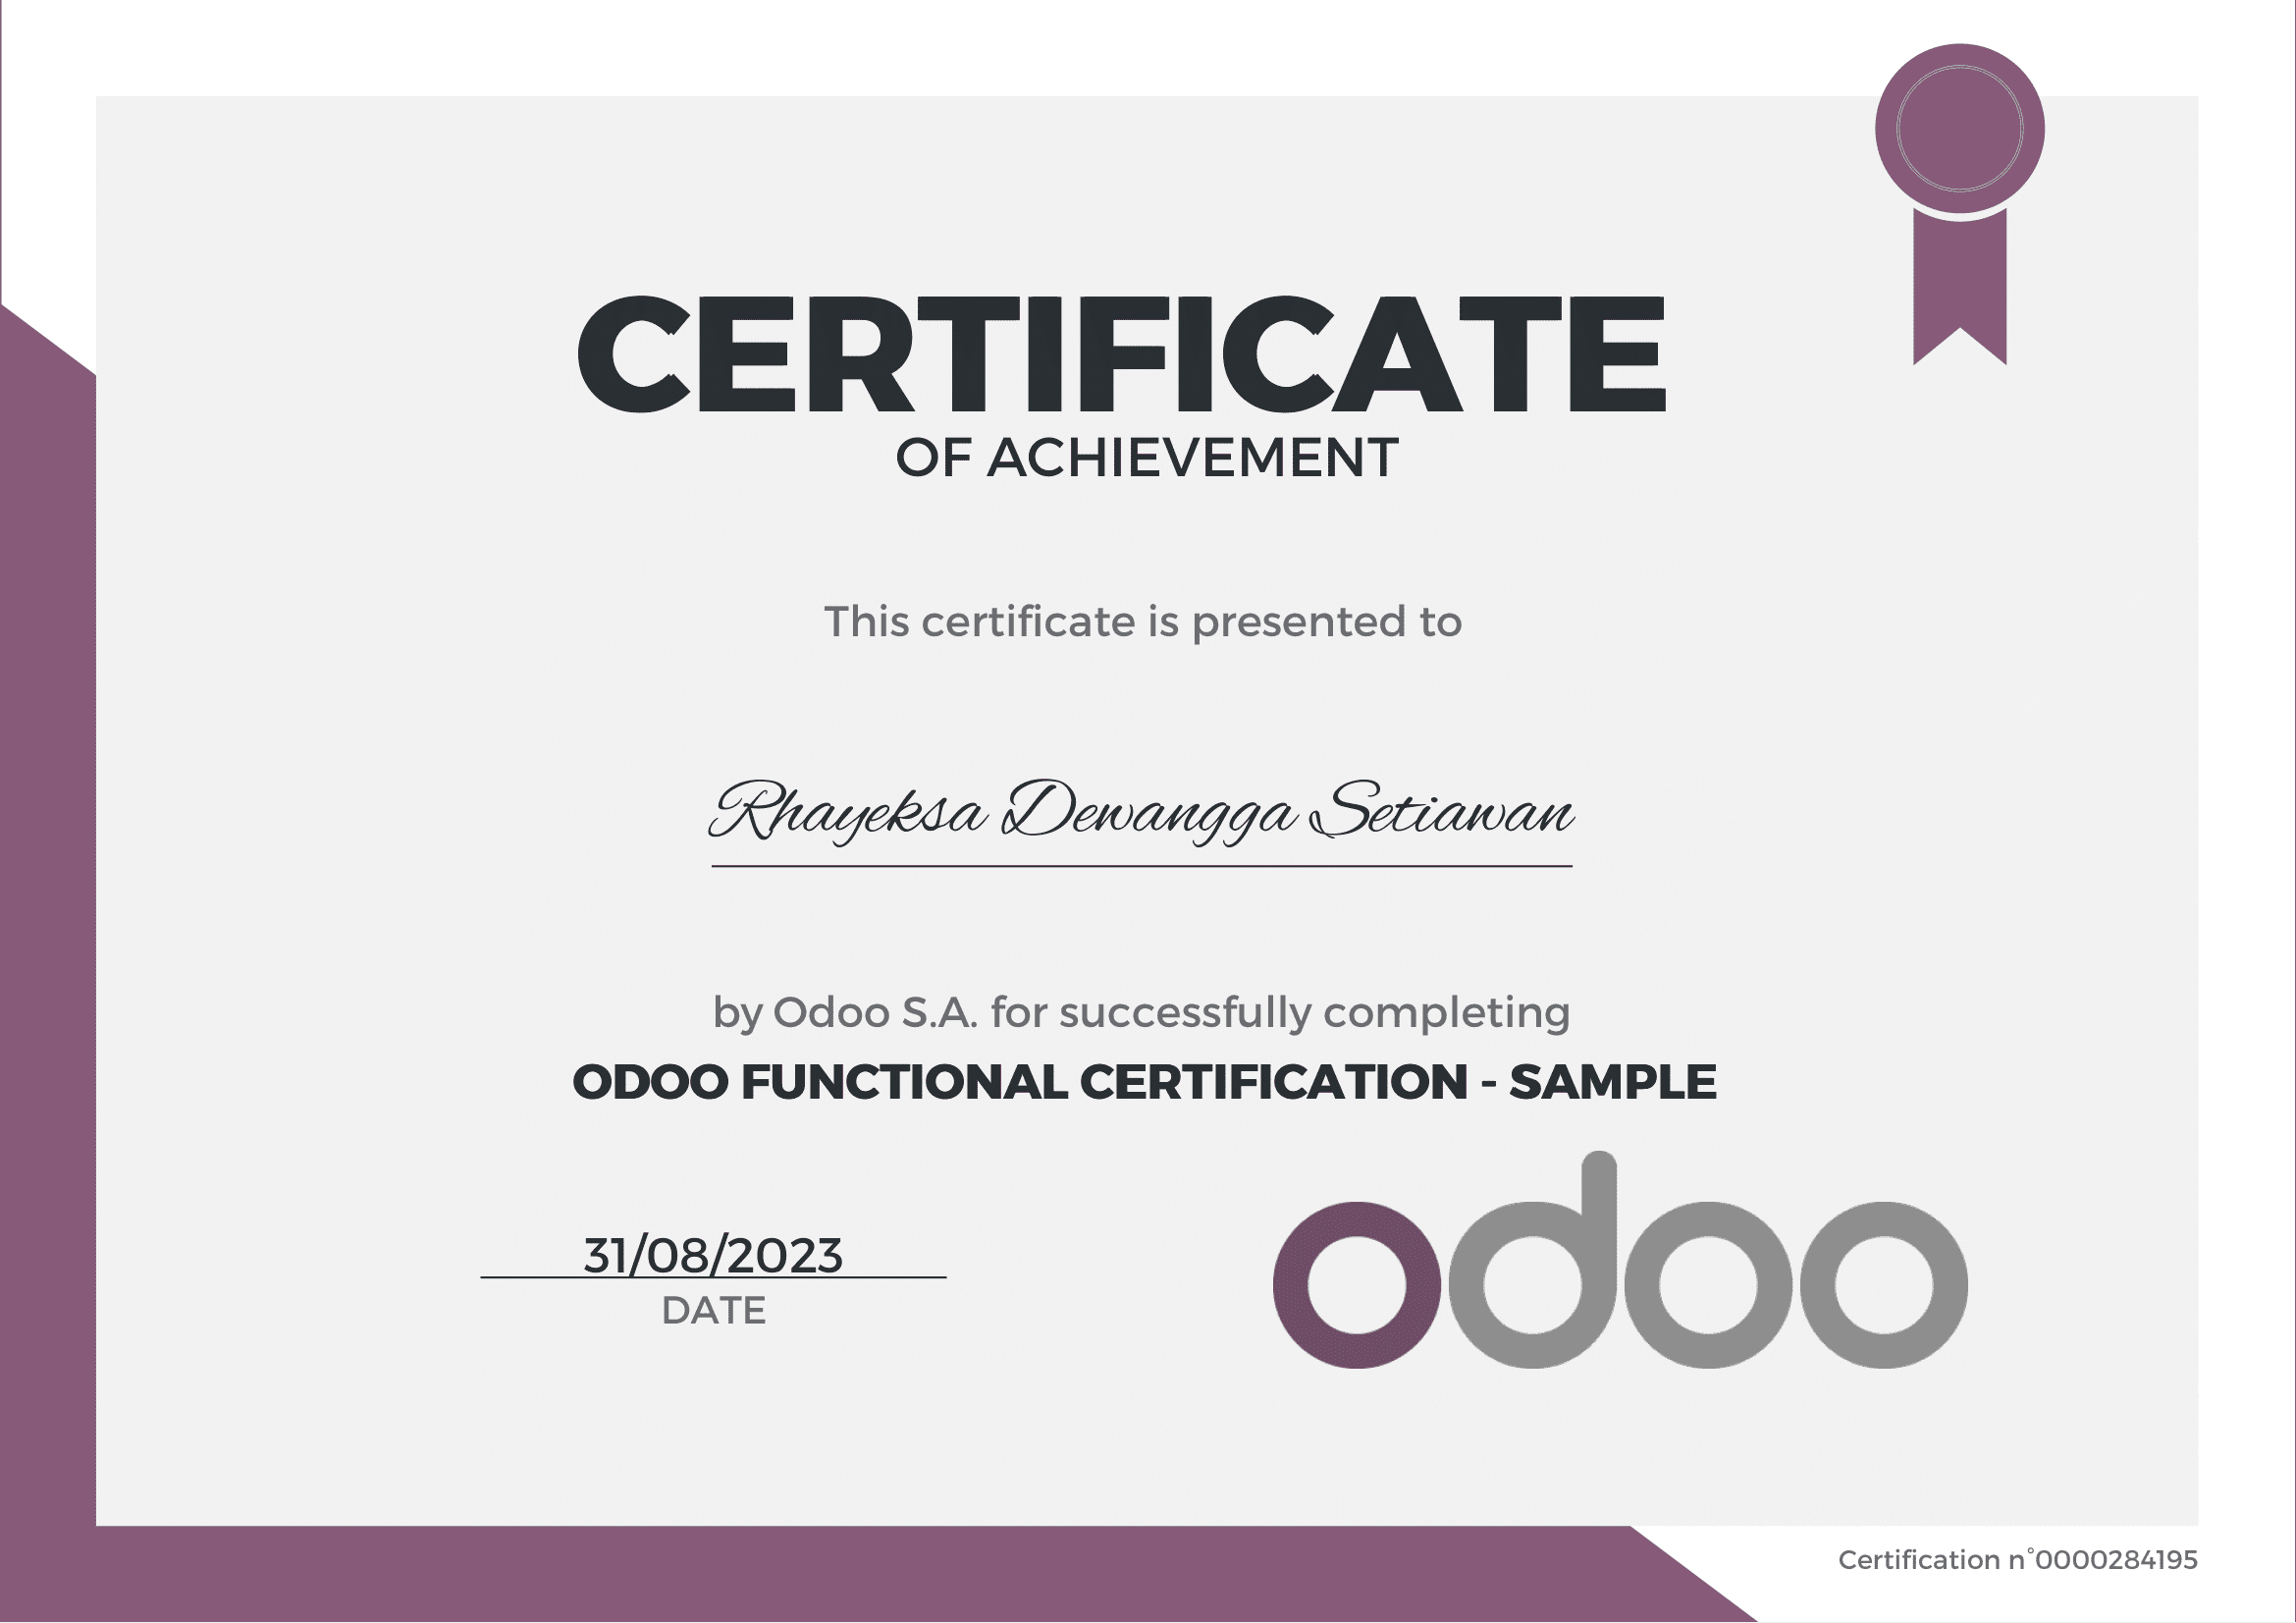 CERTIFICATE
OF ACHIEVEMENT
This certificate is presented to
Rhayeksa Dewangga Setiawan
by Odoo S.A. for successfully completing
ODOO FUNCTIONAL CERTIFICATION - SAMPLE
31/08/2023
DATE
odoo
Certification n°0000284195